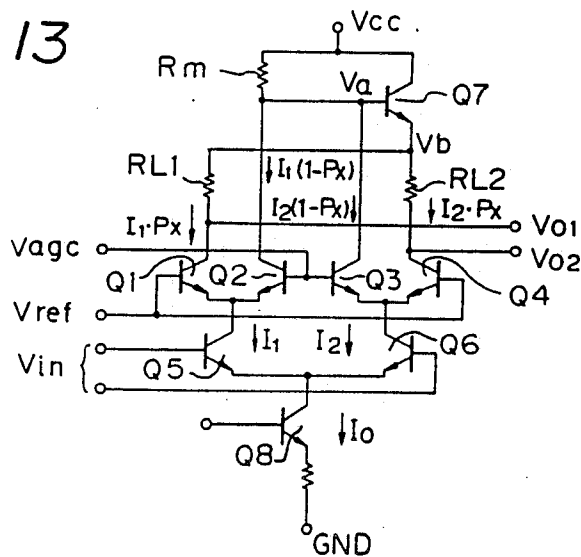 13
Vcc
Rm
Va
Q7
Vb
RL1
I1(1-Px)
RL2
I2(1-Px)
I1·Px
I2·Px
Vo1
Vagc
Vo2
Q1
Q2
Q3
Q4
Vref
I1
I2
Q6
Vin
Q5
Q8
Io
GND